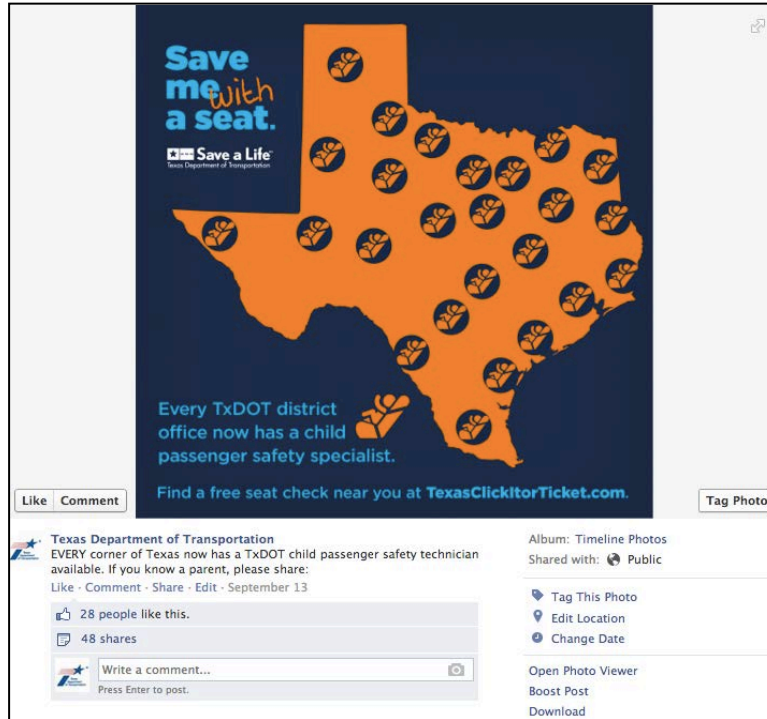 Save
me with
a seat.
Save a Life
Texas Department of Transportation
Every TxDOT district
office now has a child
passenger safety specialist.
Find a free seat check near you at TexasClickItorTicket.com.
Like Comment
Tag Photo
Texas Department of Transportation
EVERY corner of Texas now has a TxDOT child passenger safety technician
available. If you know a parent, please share:
Like · Comment · Share · Edit · September 13
28 people like this.
48 shares
Write a comment...
Press Enter to post.
Album: Timeline Photos
Shared with: Public
Tag This Photo
Edit Location
Change Date
Open Photo Viewer
Boost Post
Download